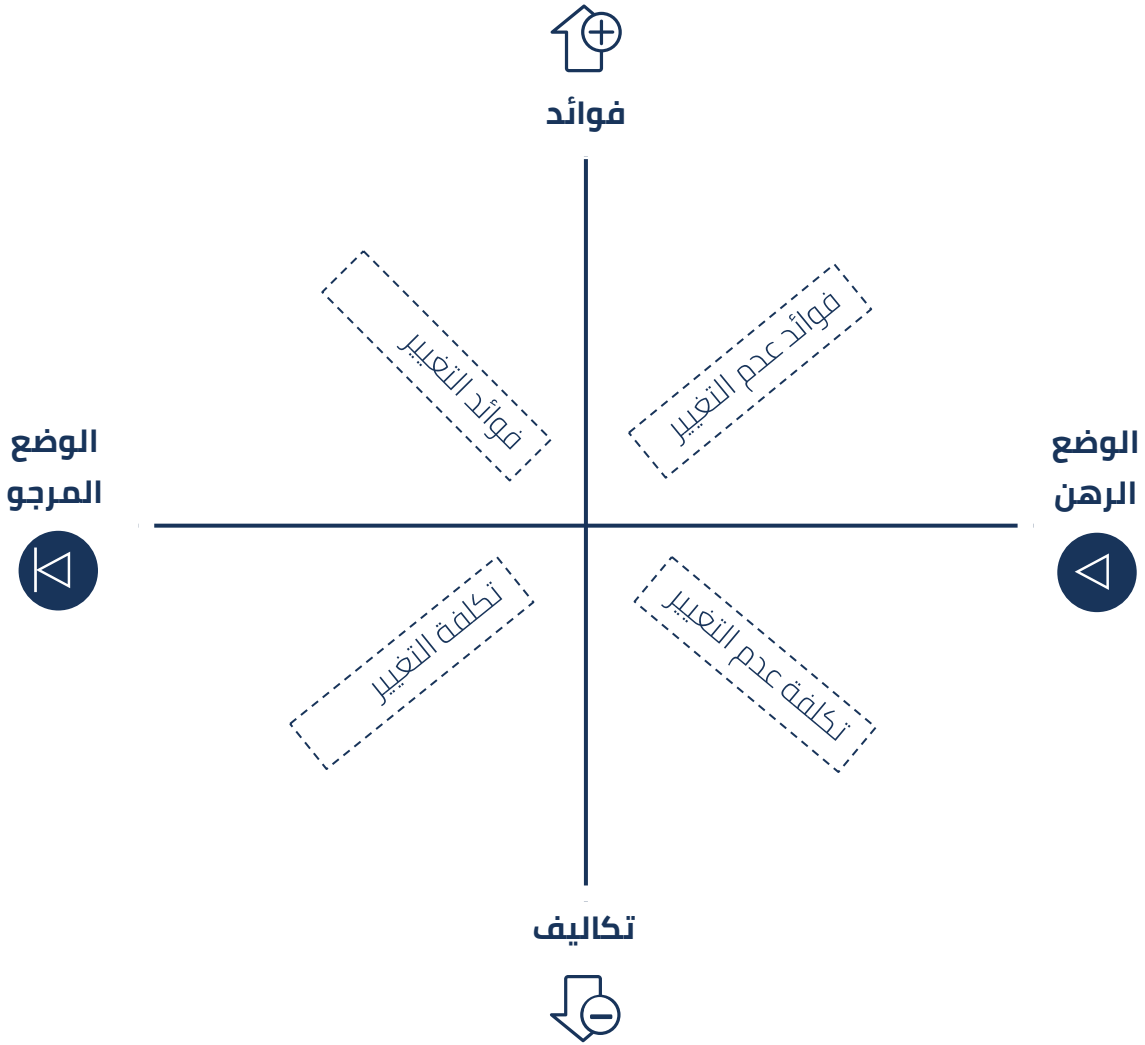 فوائد
فوائد عدم التغيير
فوائد التغيير
الوضع
الرهن
الوضع
المرجو
تكلفة عدم التغيير
تكلفة التغيير
تكاليف